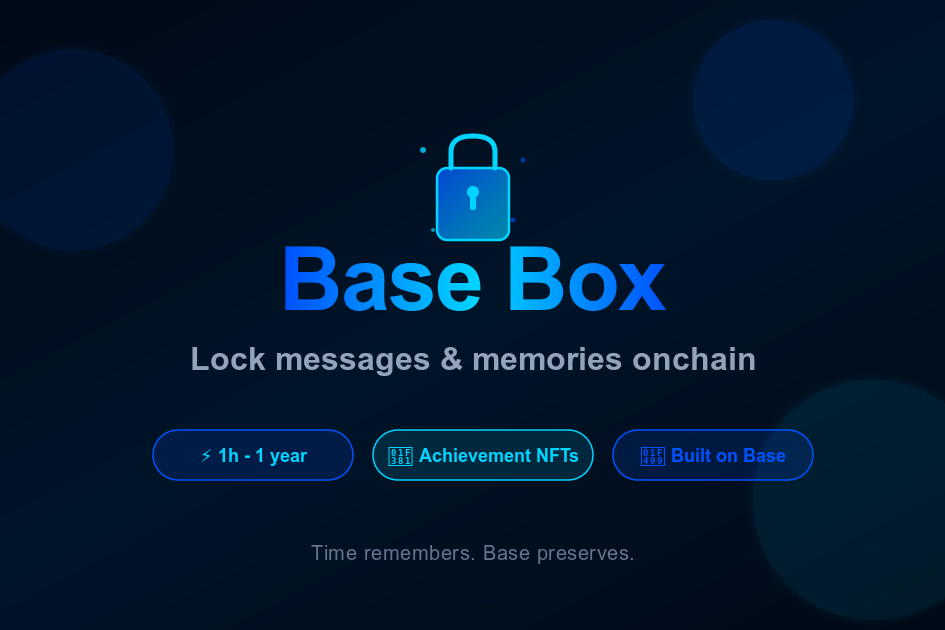 Base Box
Lock messages & memories onchain
⚡ 1h - 1 year
🎁 Achievement NFTs
💙 Built on Base
Time remembers. Base preserves.